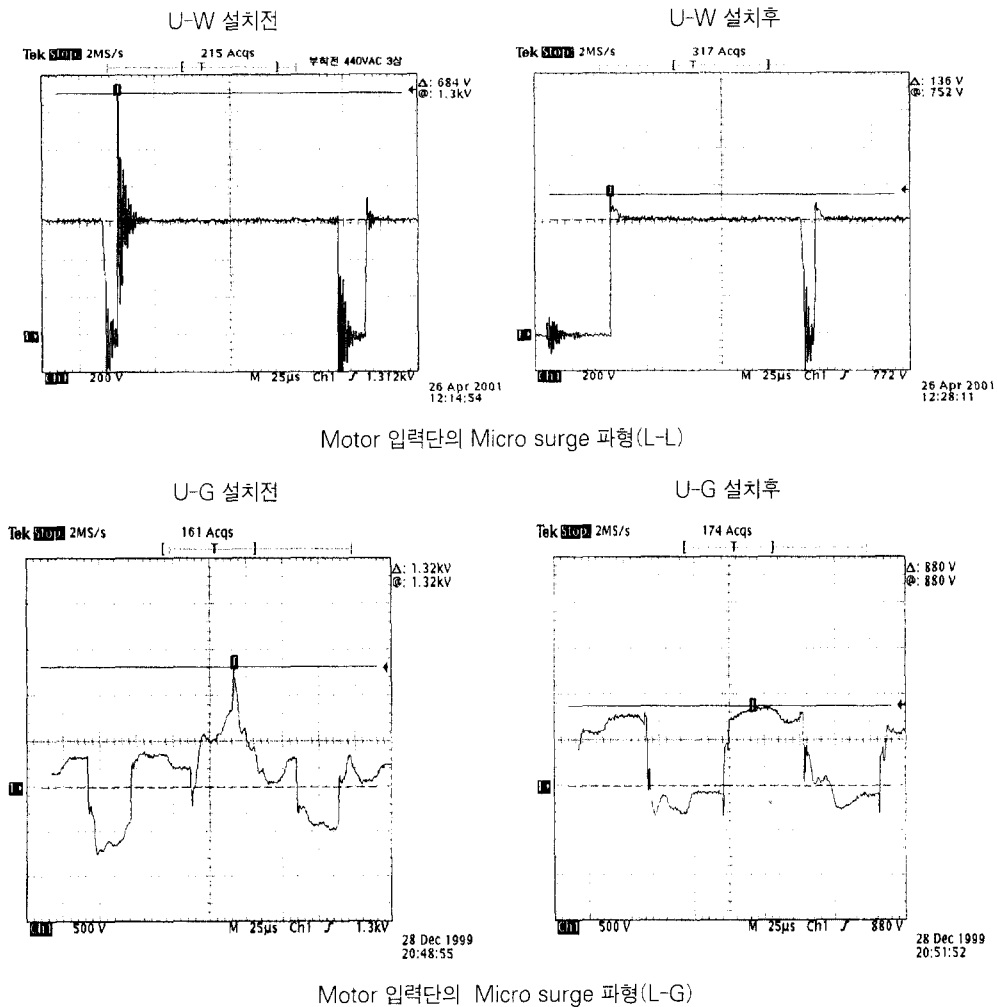 U-W 설치전
Tek Stop 2MS/s 215 Acqs
부학전 440VAC 3상
Δ: 684 V
@: 1.3kV
Ch1 200 V M 25µs Ch1 1.312kV
26 Apr 2001
12:14:54
U-W 설치후
Tek Stop 2MS/s 317 Acqs
Δ: 136 V
@: 752 V
Ch1 200 V M 25µs Ch1 772 V
26 Apr 2001
12:28:11
Motor 입력단의 Micro surge 파형(L-L)
U-G 설치전
Tek Stop 2MS/s 161 Acqs
Δ: 1.32kV
@: 1.32kV
Ch1 500 V M 25µs Ch1 1.3kV
28 Dec 1999
20:48:55
U-G 설치후
Tek Stop 2MS/s 174 Acqs
Δ: 880 V
@: 880 V
Ch1 500 V M 25µs Ch1 880 V
28 Dec 1999
20:51:52
Motor 입력단의 Micro surge 파형(L-G)